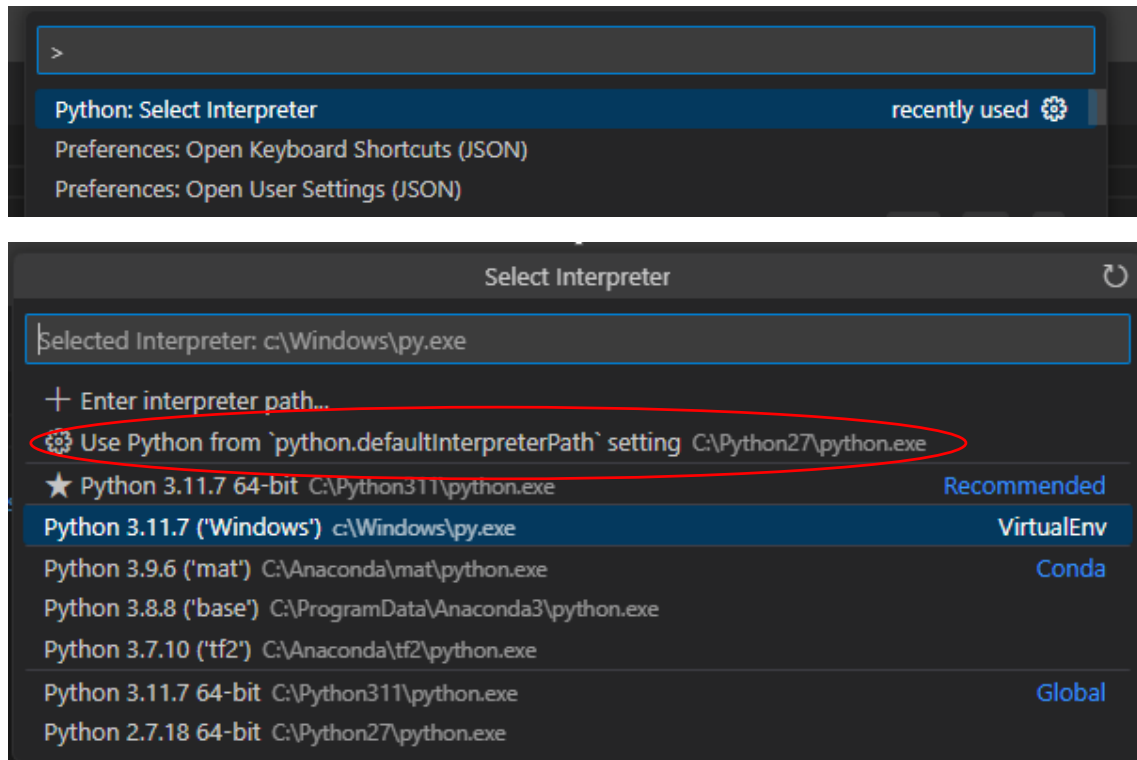 >
Python: Select Interpreter recently used
Preferences: Open Keyboard Shortcuts (JSON)
Preferences: Open User Settings (JSON)
Select Interpreter
Selected Interpreter: c:\Windows\py.exe
+ Enter interpreter path...
Use Python from `python.defaultInterpreterPath` setting C:\Python27\python.exe
★ Python 3.11.7 64-bit C:\Python311\python.exe Recommended
Python 3.11.7 ('Windows') c:\Windows\py.exe VirtualEnv
Python 3.9.6 ('mat') C:\Anaconda\mat\python.exe Conda
Python 3.8.8 ('base') C:\ProgramData\Anaconda3\python.exe
Python 3.7.10 ('tf2') C:\Anaconda\tf2\python.exe
Python 3.11.7 64-bit C:\Python311\python.exe Global
Python 2.7.18 64-bit C:\Python27\python.exe